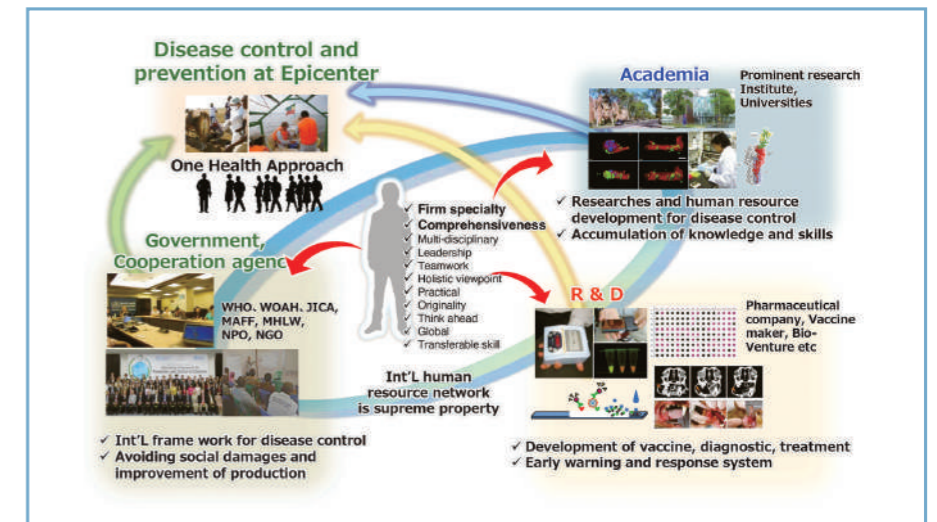 Disease control and
prevention at Epicenter
One Health Approach
Academia
Prominent research
Institute,
Universities
✓ Researches and human resource
development for disease control
✓ Accumulation of knowledge and skills
✓ Firm specialty
✓ Comprehensiveness
✓ Multi-disciplinary
✓ Leadership
✓ Teamwork
✓ Holistic viewpoint
✓ Practical
✓ Originality
✓ Think ahead
✓ Global
✓ Transferable skill
Government,
Cooperation agenc
WHO. WOAH. JICA,
MAFF, MHLW,
NPO, NGO
✓ Int'L frame work for disease control
✓ Avoiding social damages and
improvement of production
Int'L human
resource network
is supreme property
R & D
Pharmaceutical
company, Vaccine
maker, Bio-
Venture etc
✓ Development of vaccine, diagnostic, treatment
✓ Early warning and response system